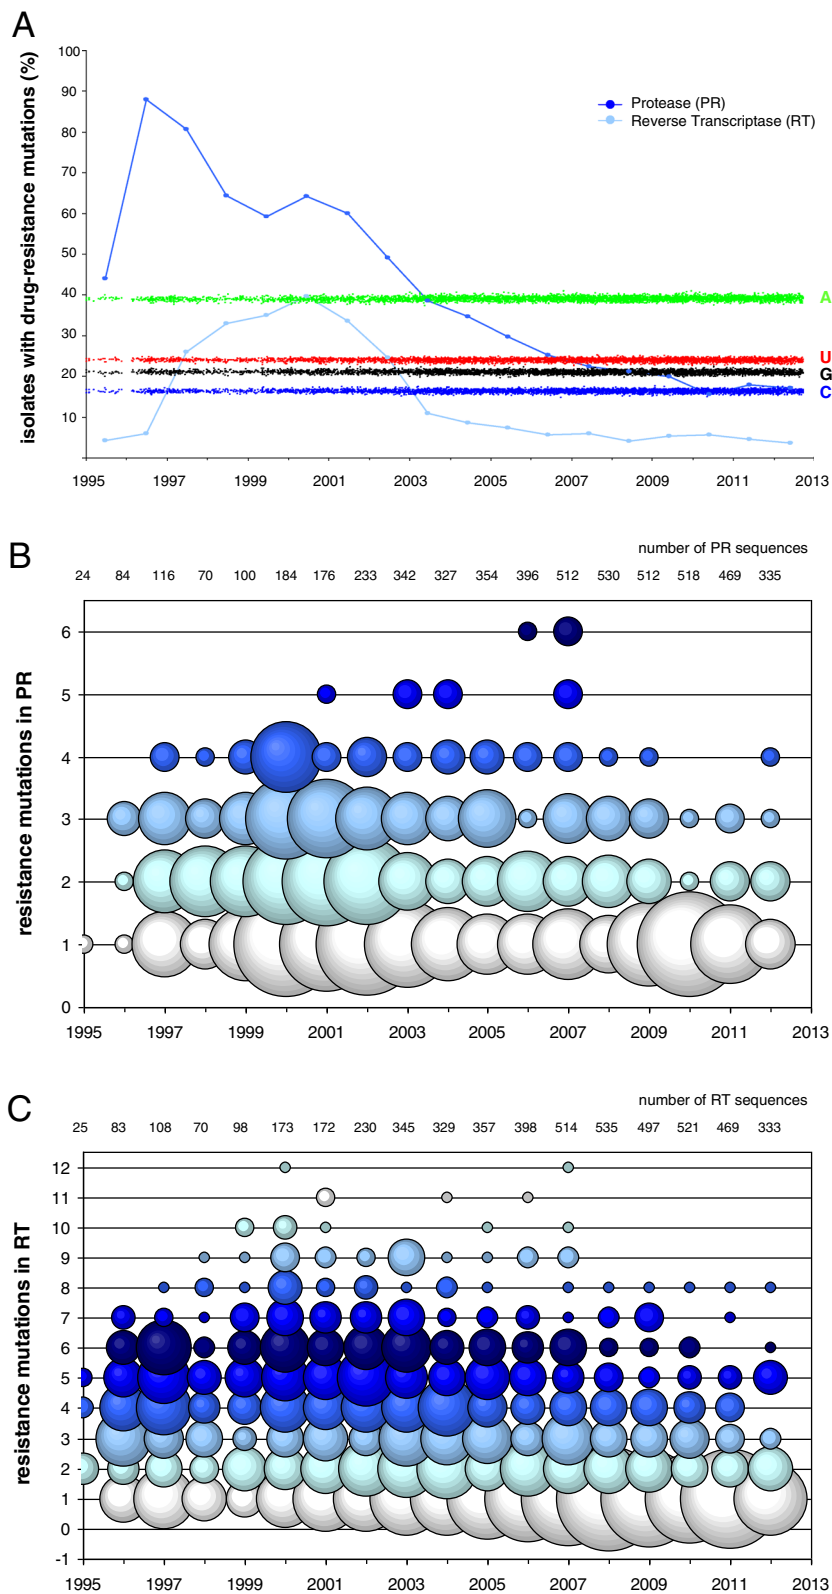 A
isolates with drug-resistance mutations (%)
100
90
80
70
60
50
40
30
20
10
Protease (PR)
Reverse Transcriptase (RT)
A
U
G
C
1995 1997 1999 2001 2003 2005 2007 2009 2011 2013
B
number of PR sequences
24 84 116 70 100 184 176 233 342 327 354 396 512 530 512 518 469 335
resistance mutations in PR
6
5
4
3
2
1
0
1995 1997 1999 2001 2003 2005 2007 2009 2011 2013
C
number of RT sequences
25 83 108 70 98 173 172 230 345 329 357 398 514 535 497 521 469 333
resistance mutations in RT
12
11
10
9
8
7
6
5
4
3
2
1
0
-1
1995 1997 1999 2001 2003 2005 2007 2009 2011 2013